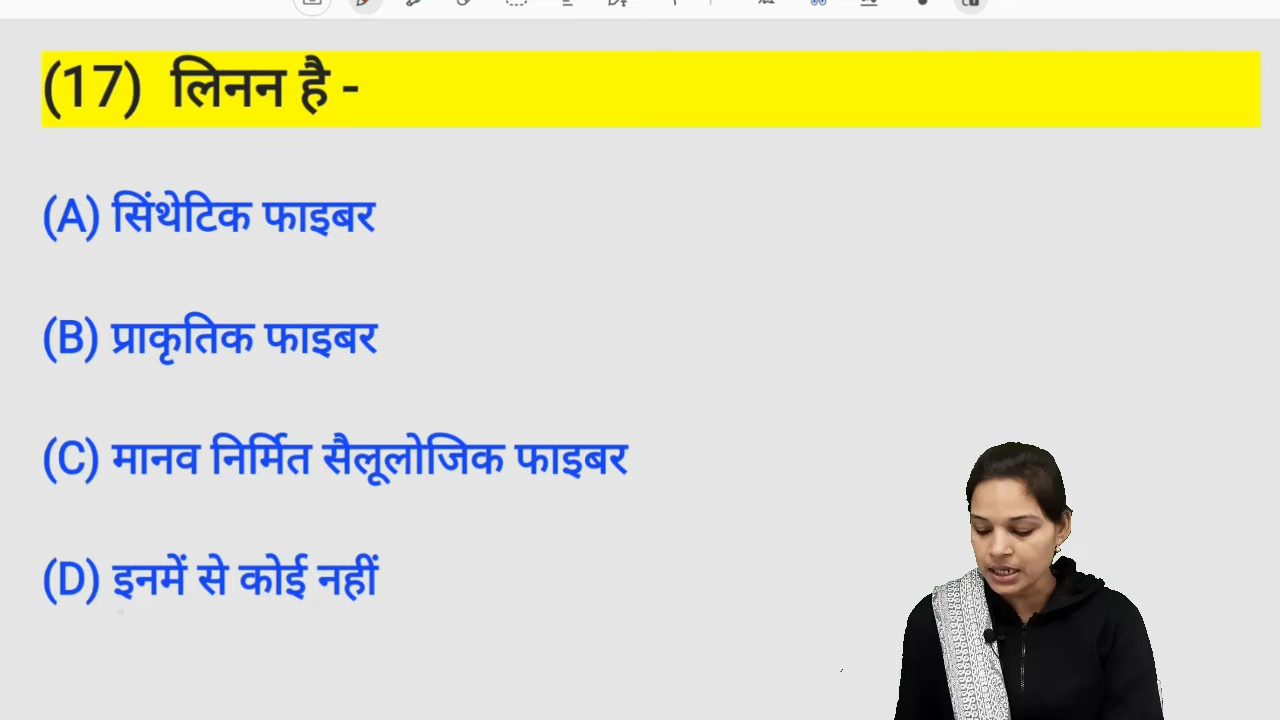 (17) लिनन है -
(A) सिंथेटिक फाइबर
(B) प्राकृतिक फाइबर
(C) मानव निर्मित सैलूलोजिक फाइबर
(D) इनमें से कोई नहीं